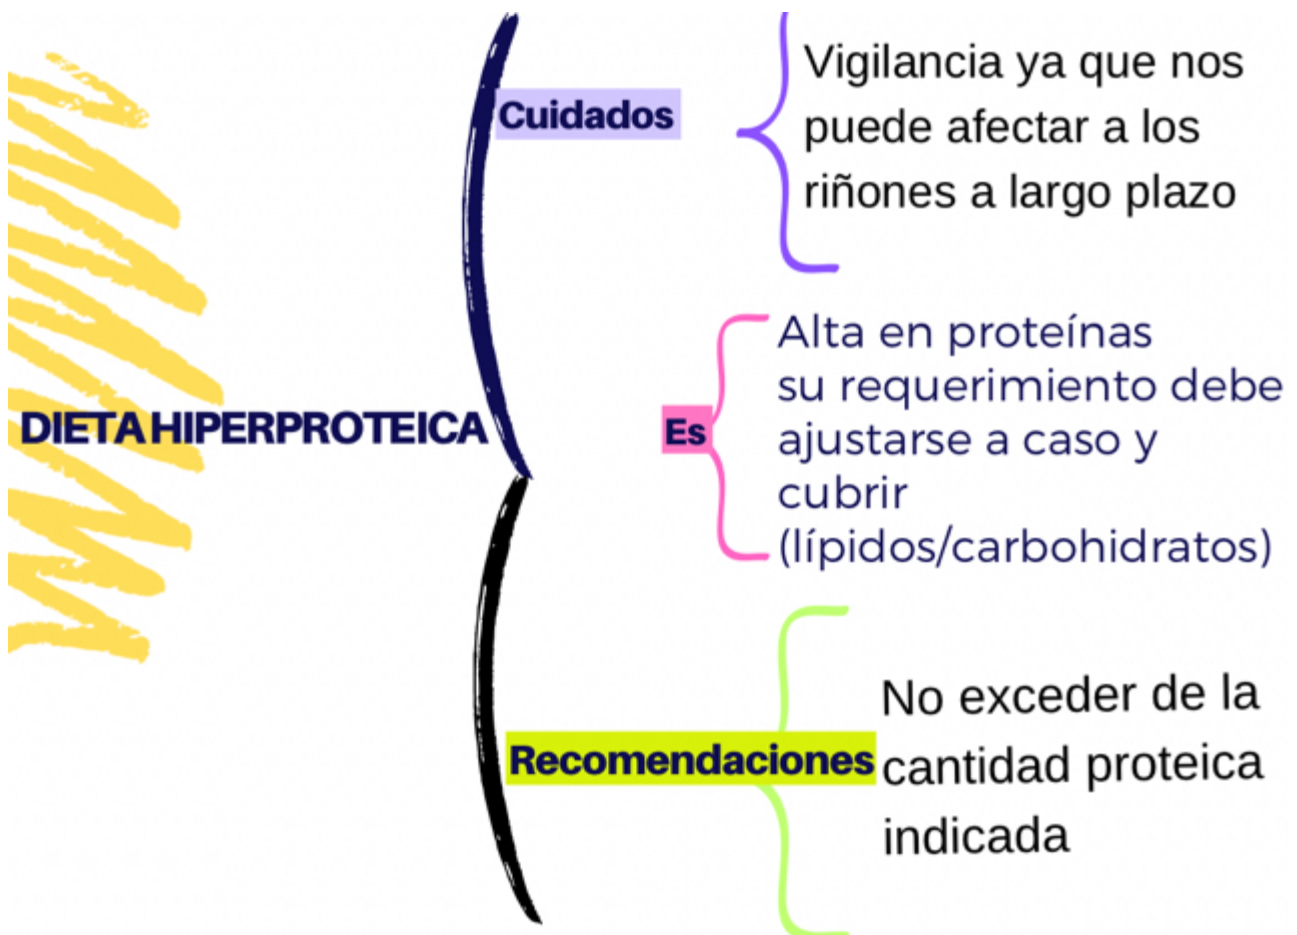 DIETA HIPERPROTEICA
Cuidados
Vigilancia ya que nos
puede afectar a los
riñones a largo plazo
Es
Alta en proteínas
su requerimiento debe
ajustarse a caso y
cubrir
(lípidos/carbohidratos)
Recomendaciones
No exceder de la
cantidad proteica
indicada